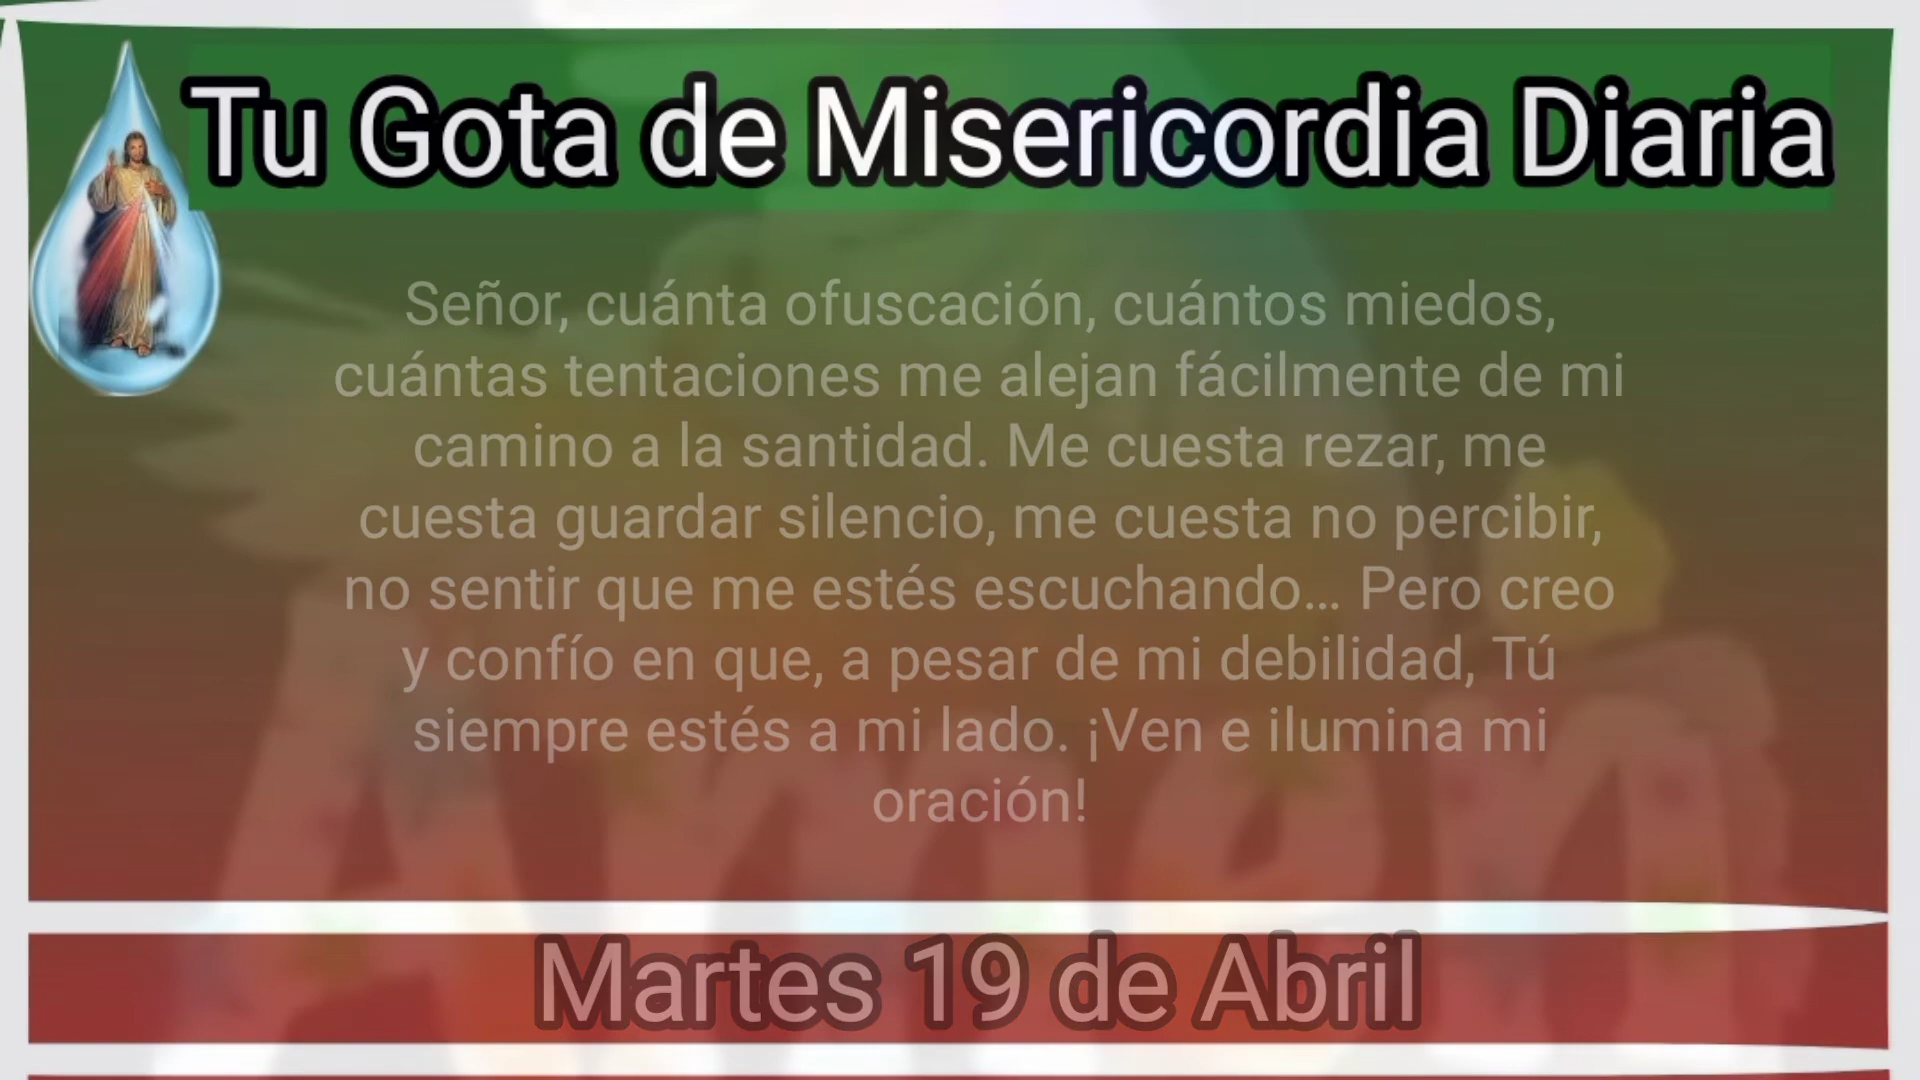 Tu Gota de Misericordia Diaria
Señor, cuánta ofuscación, cuántos miedos,
cuántas tentaciones me alejan fácilmente de mi
camino a la santidad. Me cuesta rezar, me
cuesta guardar silencio, me cuesta no percibir,
no sentir que me estés escuchando... Pero creo
y confío en que, a pesar de mi debilidad, Tú
siempre estés a mi lado. ¡Ven e ilumina mi
oración!
Amén
Martes 19 de Abril